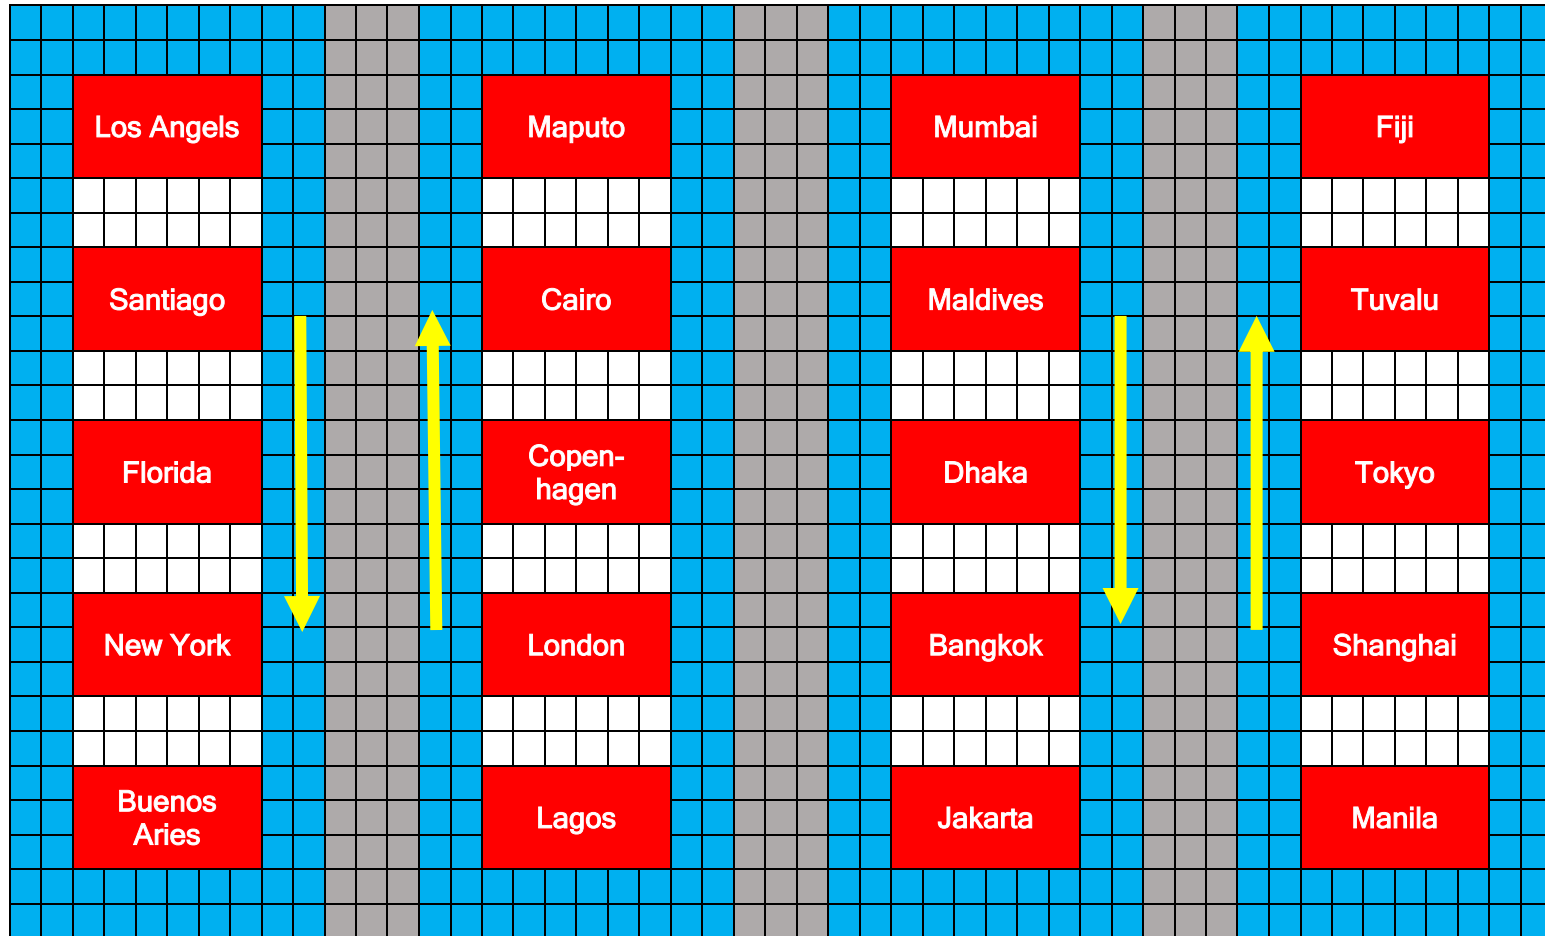 Los Angels
Maputo
Mumbai
Fiji
Santiago
Cairo
Maldives
Tuvalu
Florida
Copen-
hagen
Dhaka
Tokyo
New York
London
Bangkok
Shanghai
Buenos
Aries
Lagos
Jakarta
Manila